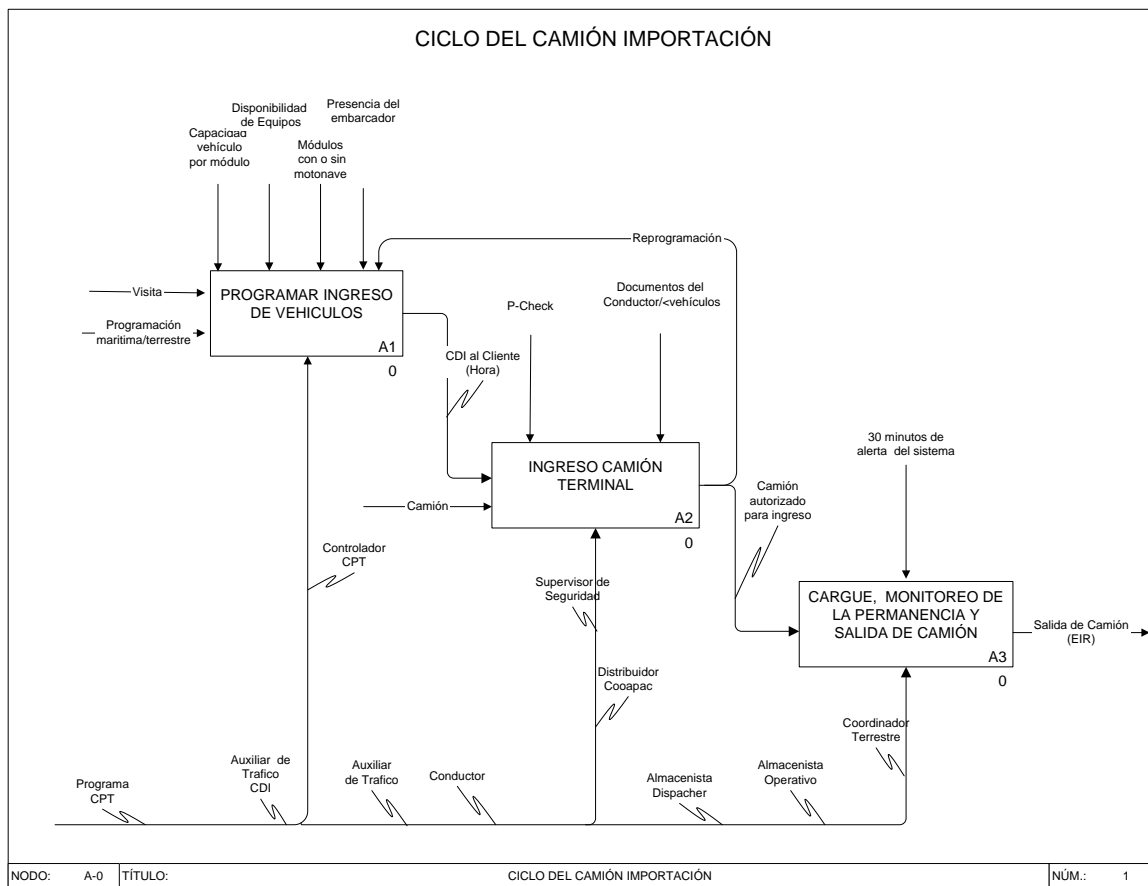 CICLO DEL CAMIÓN IMPORTACIÓN
Disponibilidad
de Equipos
Presencia del
embarcador
Capacidad
vehículo
por módulo
Módulos
con o sin
motonave
Reprogramación
PROGRAMAR INGRESO
DE VEHICULOS
A1
0
Visita
Programación
maritima/terrestre
Documentos del
Conductor/<vehículos
P-Check
CDI al Cliente
(Hora)
30 minutos de
alerta del sistema
INGRESO CAMIÓN
TERMINAL
A2
0
Camión
Camión
autorizado
para ingreso
Controlador
CPT
Supervisor de
Seguridad
CARGUE, MONITOREO DE
LA PERMANENCIA Y
SALIDA DE CAMIÓN
A3
0
Salida de Camión
(EIR)
Distribuidor
Cooapac
Coordinador
Terrestre
Programa
CPT
Auxiliar de
Trafico
CDI
Auxiliar
de Trafico
Conductor
Almacenista
Dispacher
Almacenista
Operativo
NODO: A-0 TÍTULO: CICLO DEL CAMIÓN IMPORTACIÓN NÚM.: 1